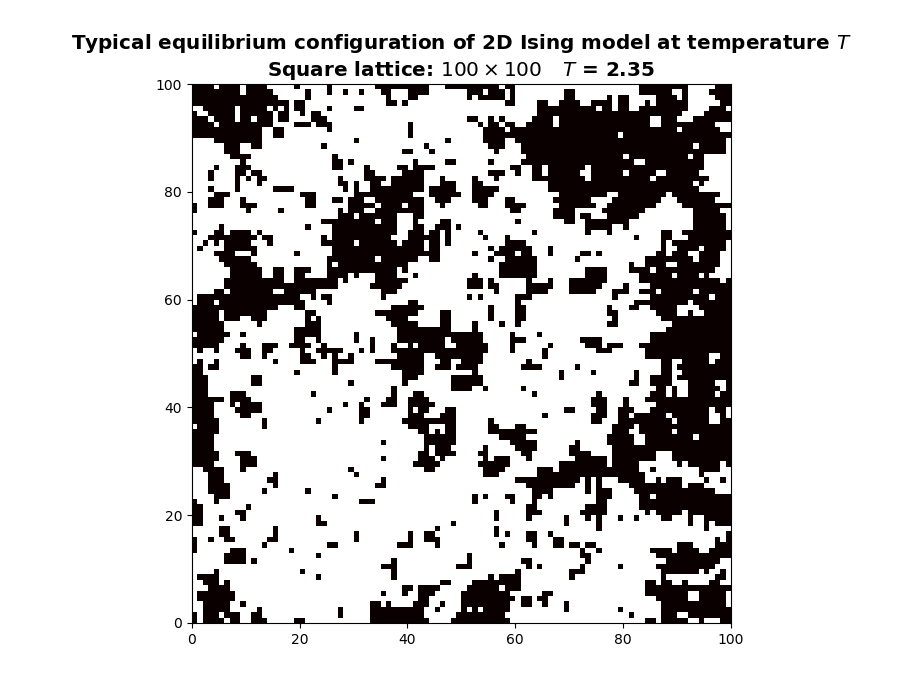 Typical equilibrium configuration of 2D Ising model at temperature T
Square lattice: 100 × 100 T = 2.35
100
80
60
40
20
0
0 20 40 60 80 100